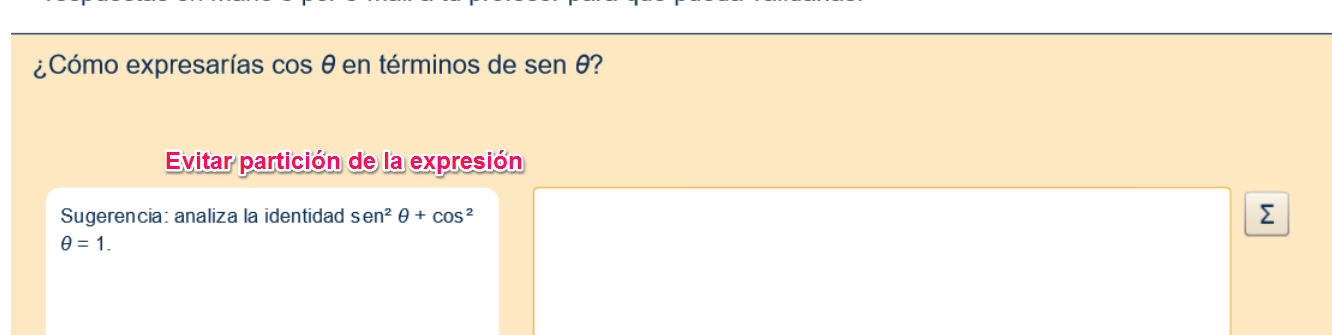 ¿Cómo expresarías cos θ en términos de sen θ?
Evitar partición de la expresión
Sugerencia: analiza la identidad sen² θ + cos²
θ = 1.
Σ